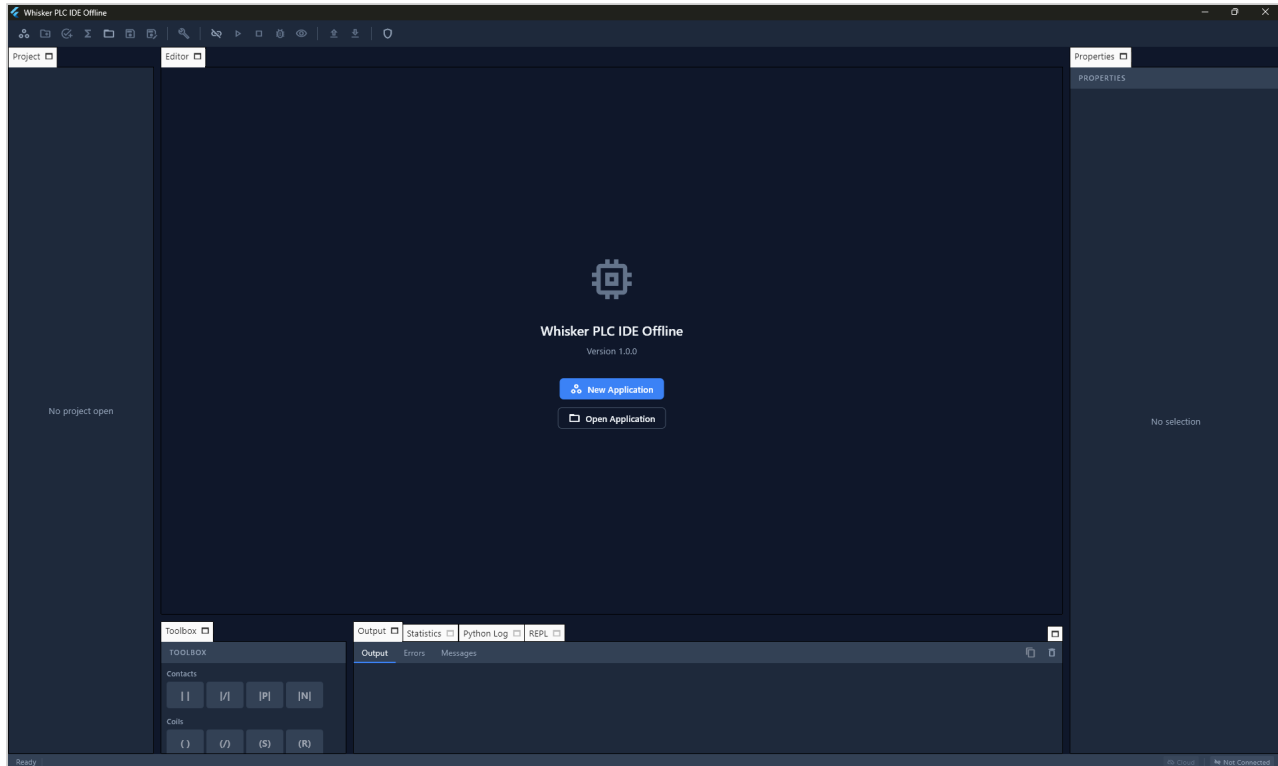 Whisker PLC IDE Offline
Project
Editor
Properties
PROPERTIES
Whisker PLC IDE Offline
Version 1.0.0
New Application
Open Application
No project open
No selection
Toolbox
Output
Statistics
Python Log
REPL
TOOLBOX
Output
Errors
Messages
Contacts
| |
|/|
|P|
|N|
Coils
( )
(/)
(S)
(R)
Ready
Cloud
Not Connected